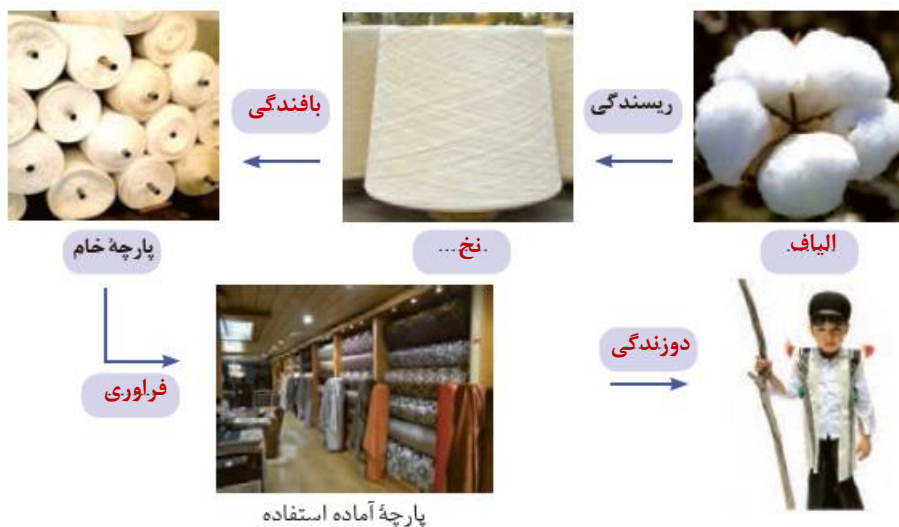 ریسندگی
بافندگی
الیاف
نخ
پارچهٔ خام
فراوری
دوزندگی
پارچهٔ آماده استفاده